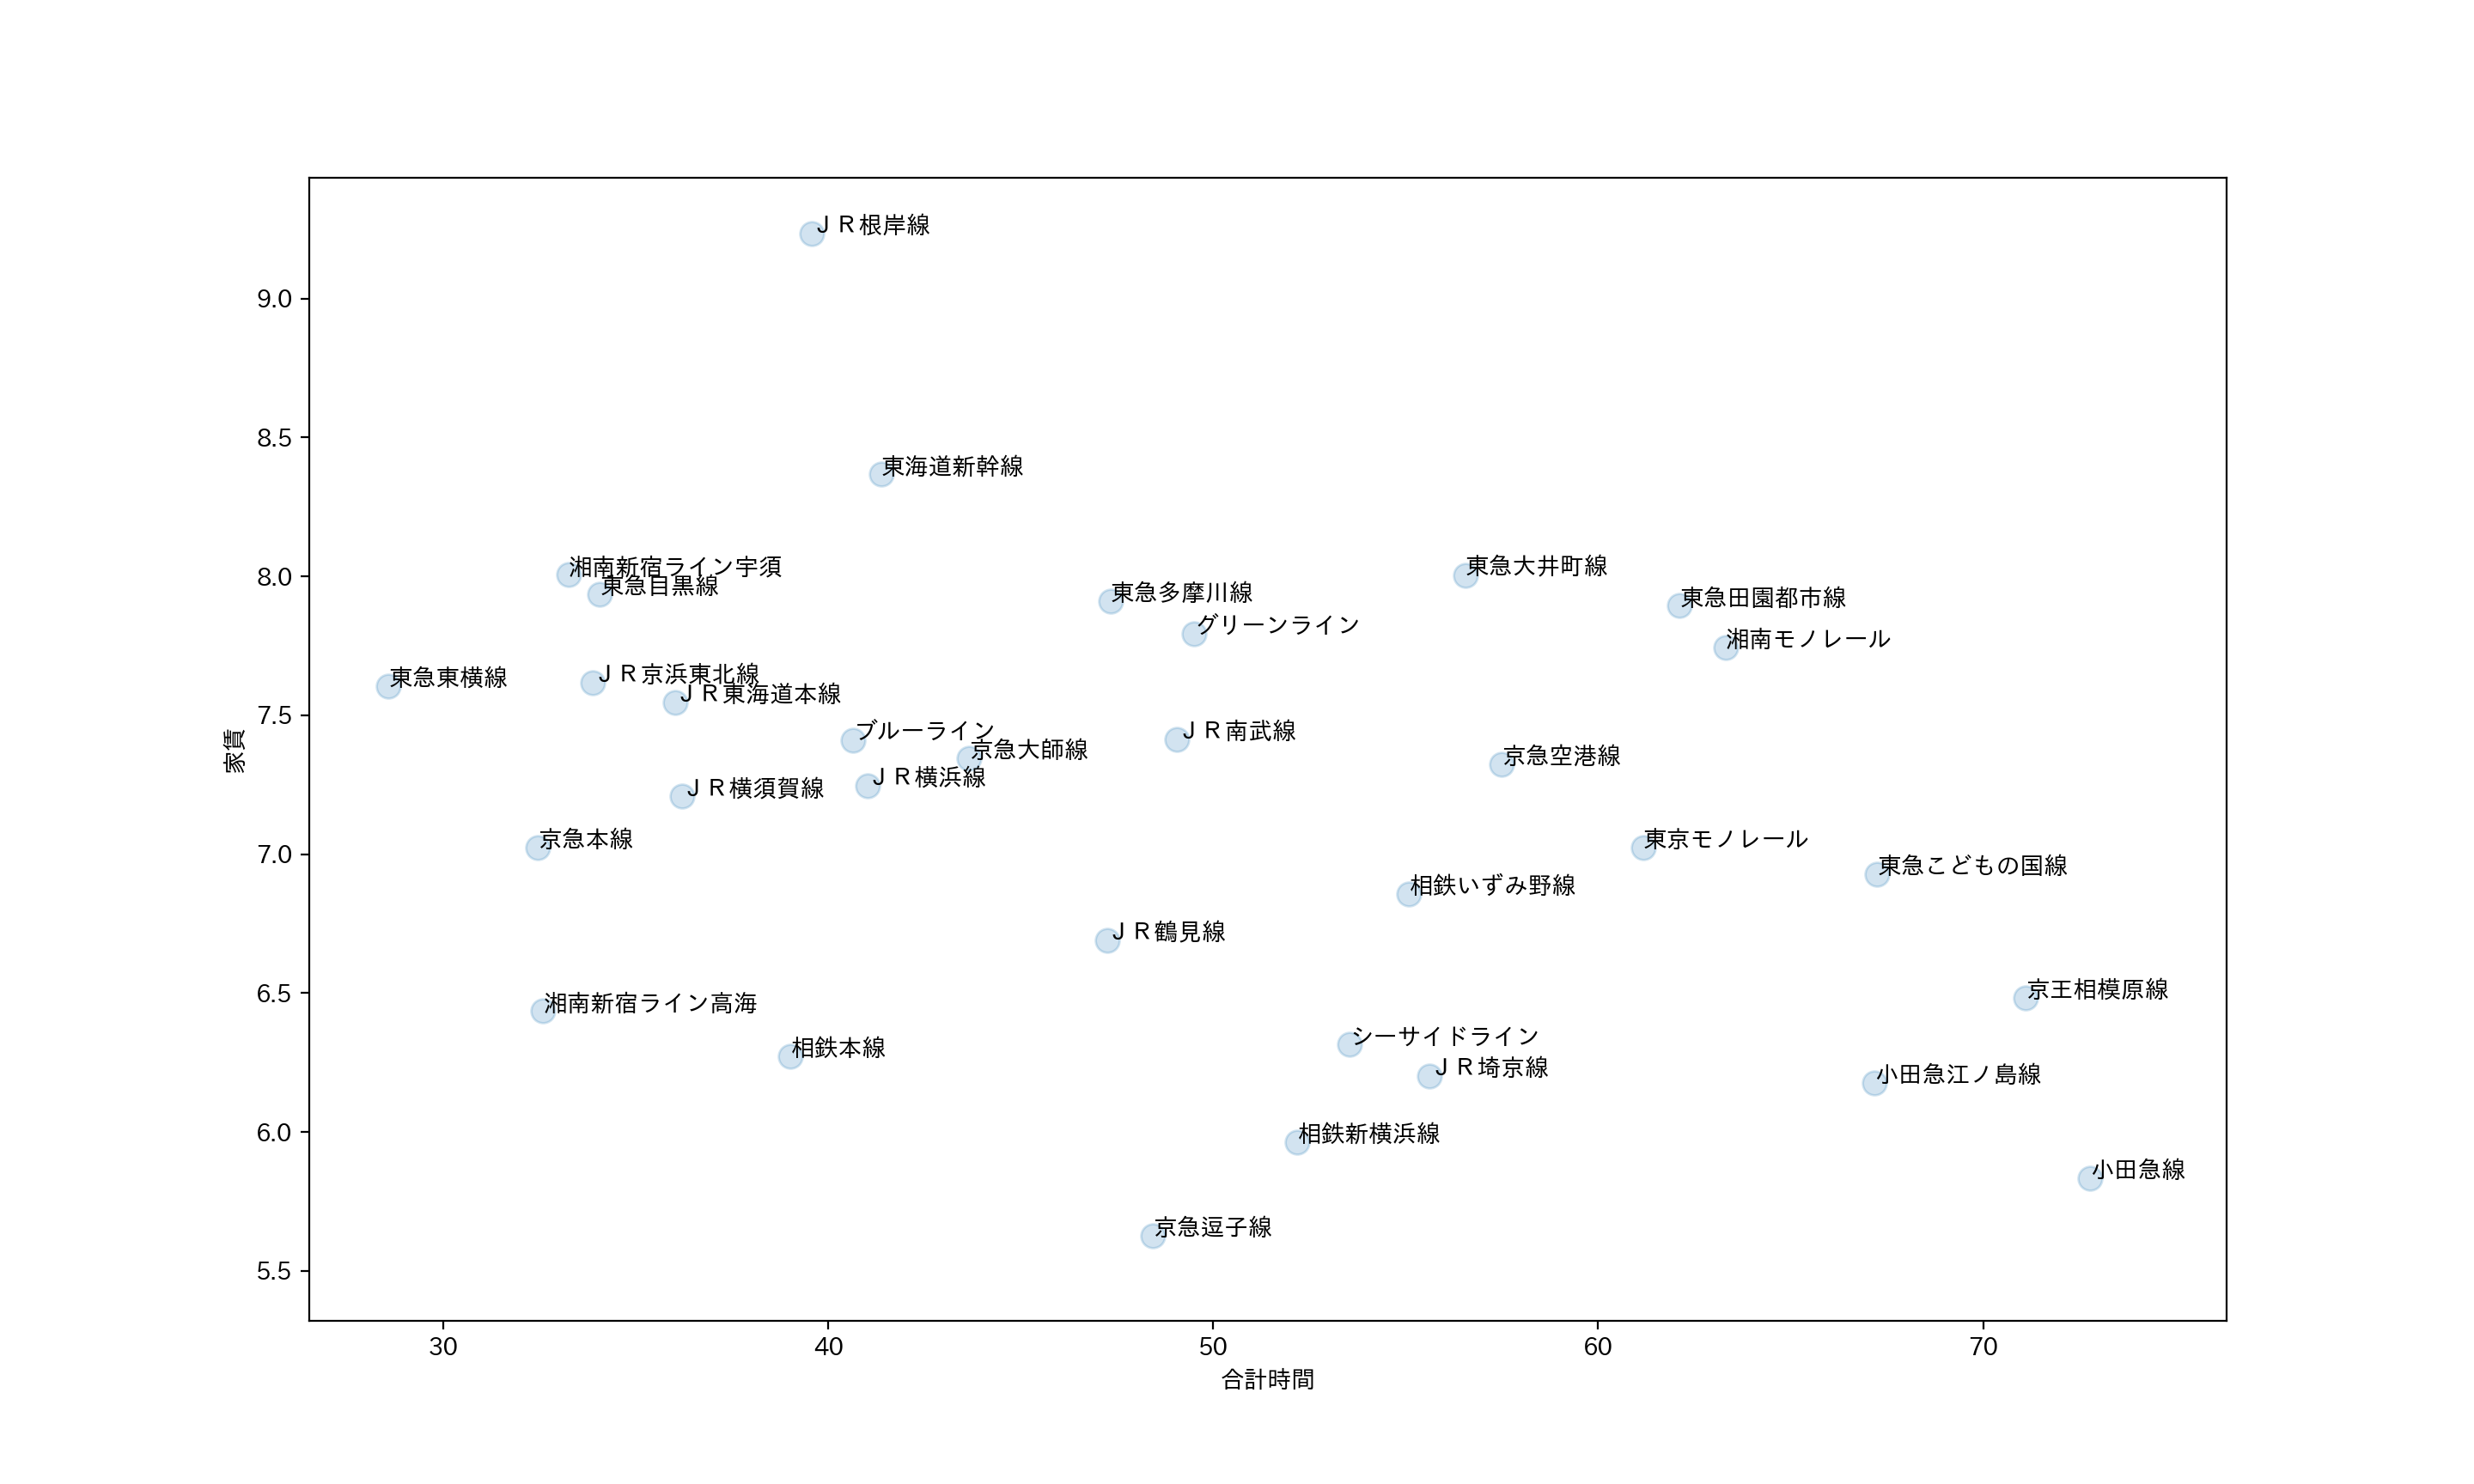 ＪＲ根岸線
9.0
8.5
東海道新幹線
8.0
湘南新宿ライン宇須
東急目黒線
東急大井町線
東急多摩川線
東急田園都市線
グリーンライン
湘南モノレール
東急東横線
ＪＲ京浜東北線
ＪＲ東海道本線
7.5
ブルーライン
京急大師線
ＪＲ南武線
京急空港線
家賃
ＪＲ横浜線
ＪＲ横須賀線
7.0
京急本線
東京モノレール
東急こどもの国線
相鉄いずみ野線
ＪＲ鶴見線
6.5
湘南新宿ライン高海
京王相模原線
相鉄本線
シーサイドライン
ＪＲ埼京線
小田急江ノ島線
6.0
相鉄新横浜線
小田急線
京急逗子線
5.5
30
40
50
60
70
合計時間